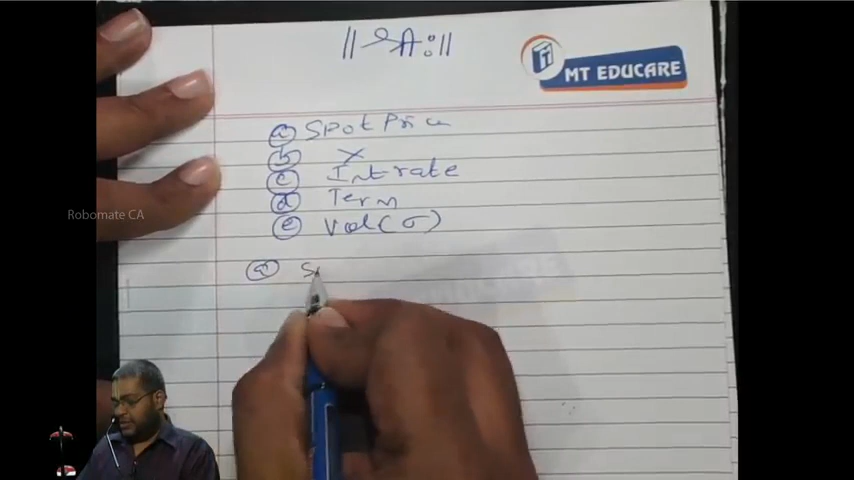 || श्री: ||
MT EDUCARE
(a) Spot Price
(b) X
(c) Int rate
(d) Term
(e) Vol (σ)
(a) S
Robomate CA